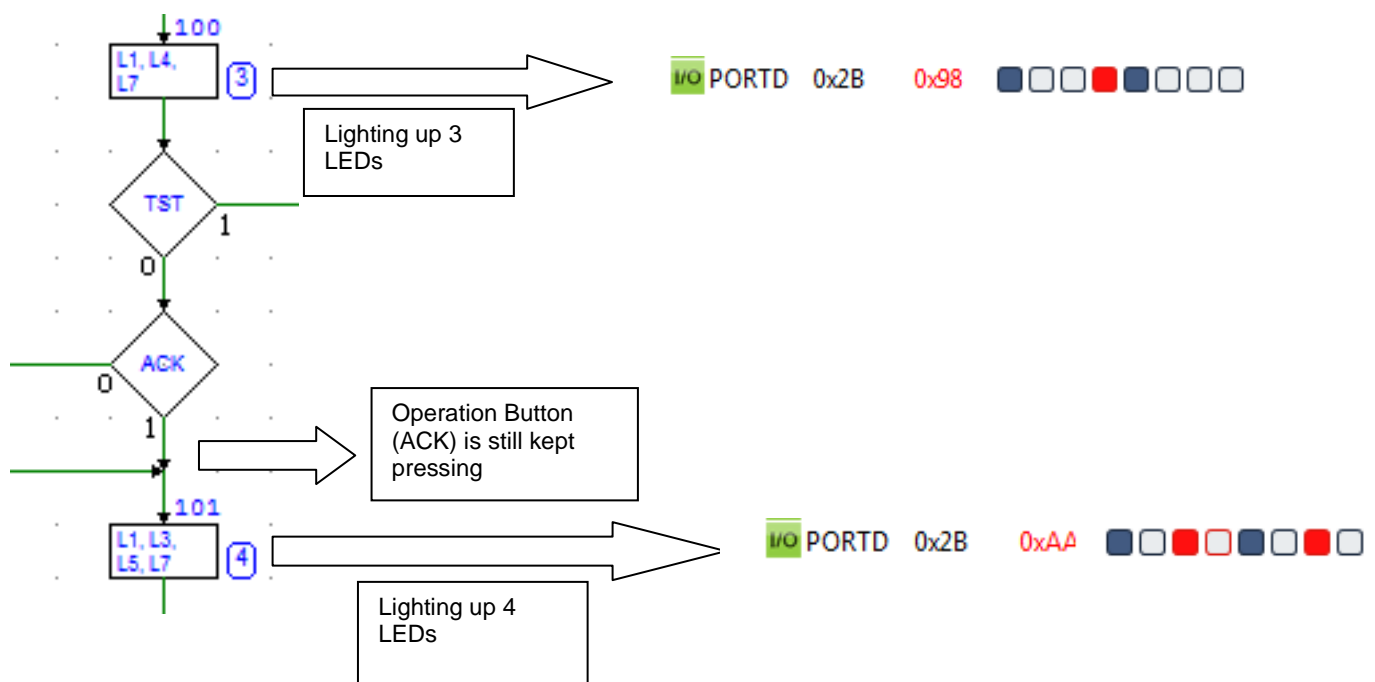 100
L1, L4,
L7
3
I/O PORTD 0x2B 0x98
Lighting up 3
LEDs
TST
1
0
ACK
0
1
Operation Button
(ACK) is still kept
pressing
101
L1, L3,
L5, L7
4
I/O PORTD 0x2B 0xAA
Lighting up 4
LEDs